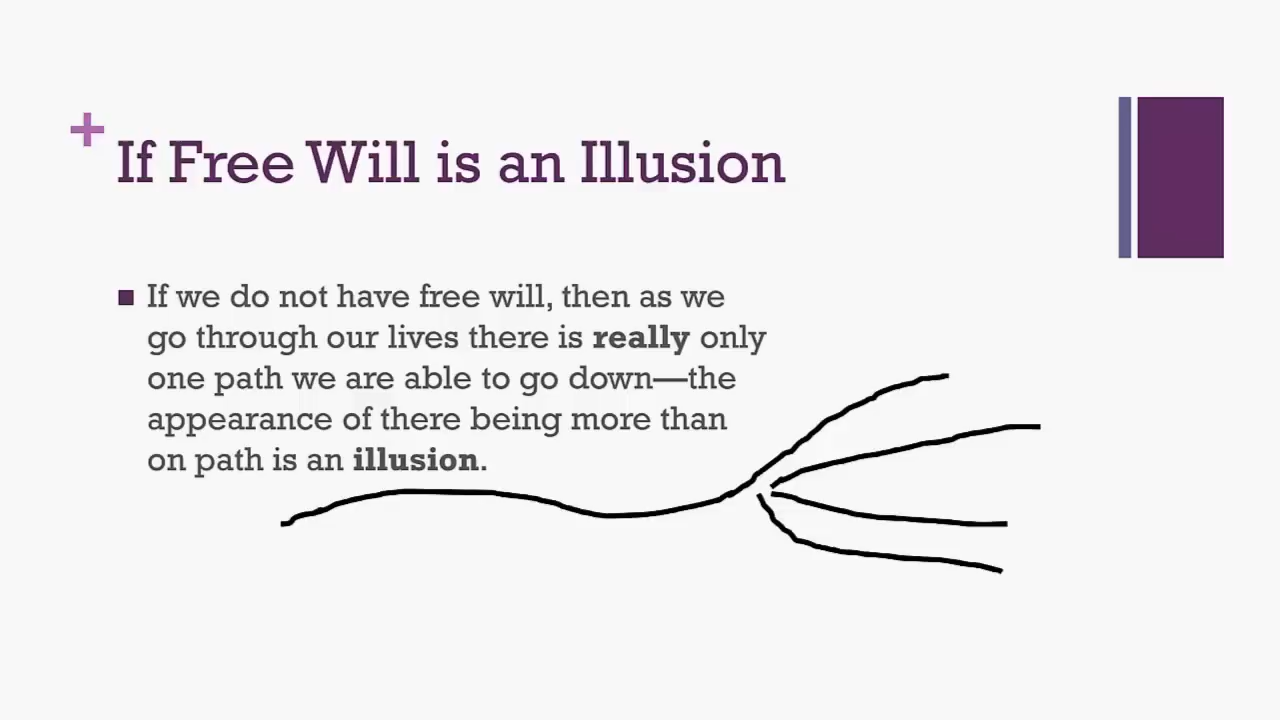 If Free Will is an Illusion
If we do not have free will, then as we
go through our lives there is really only
one path we are able to go down—the
appearance of there being more than
on path is an illusion.